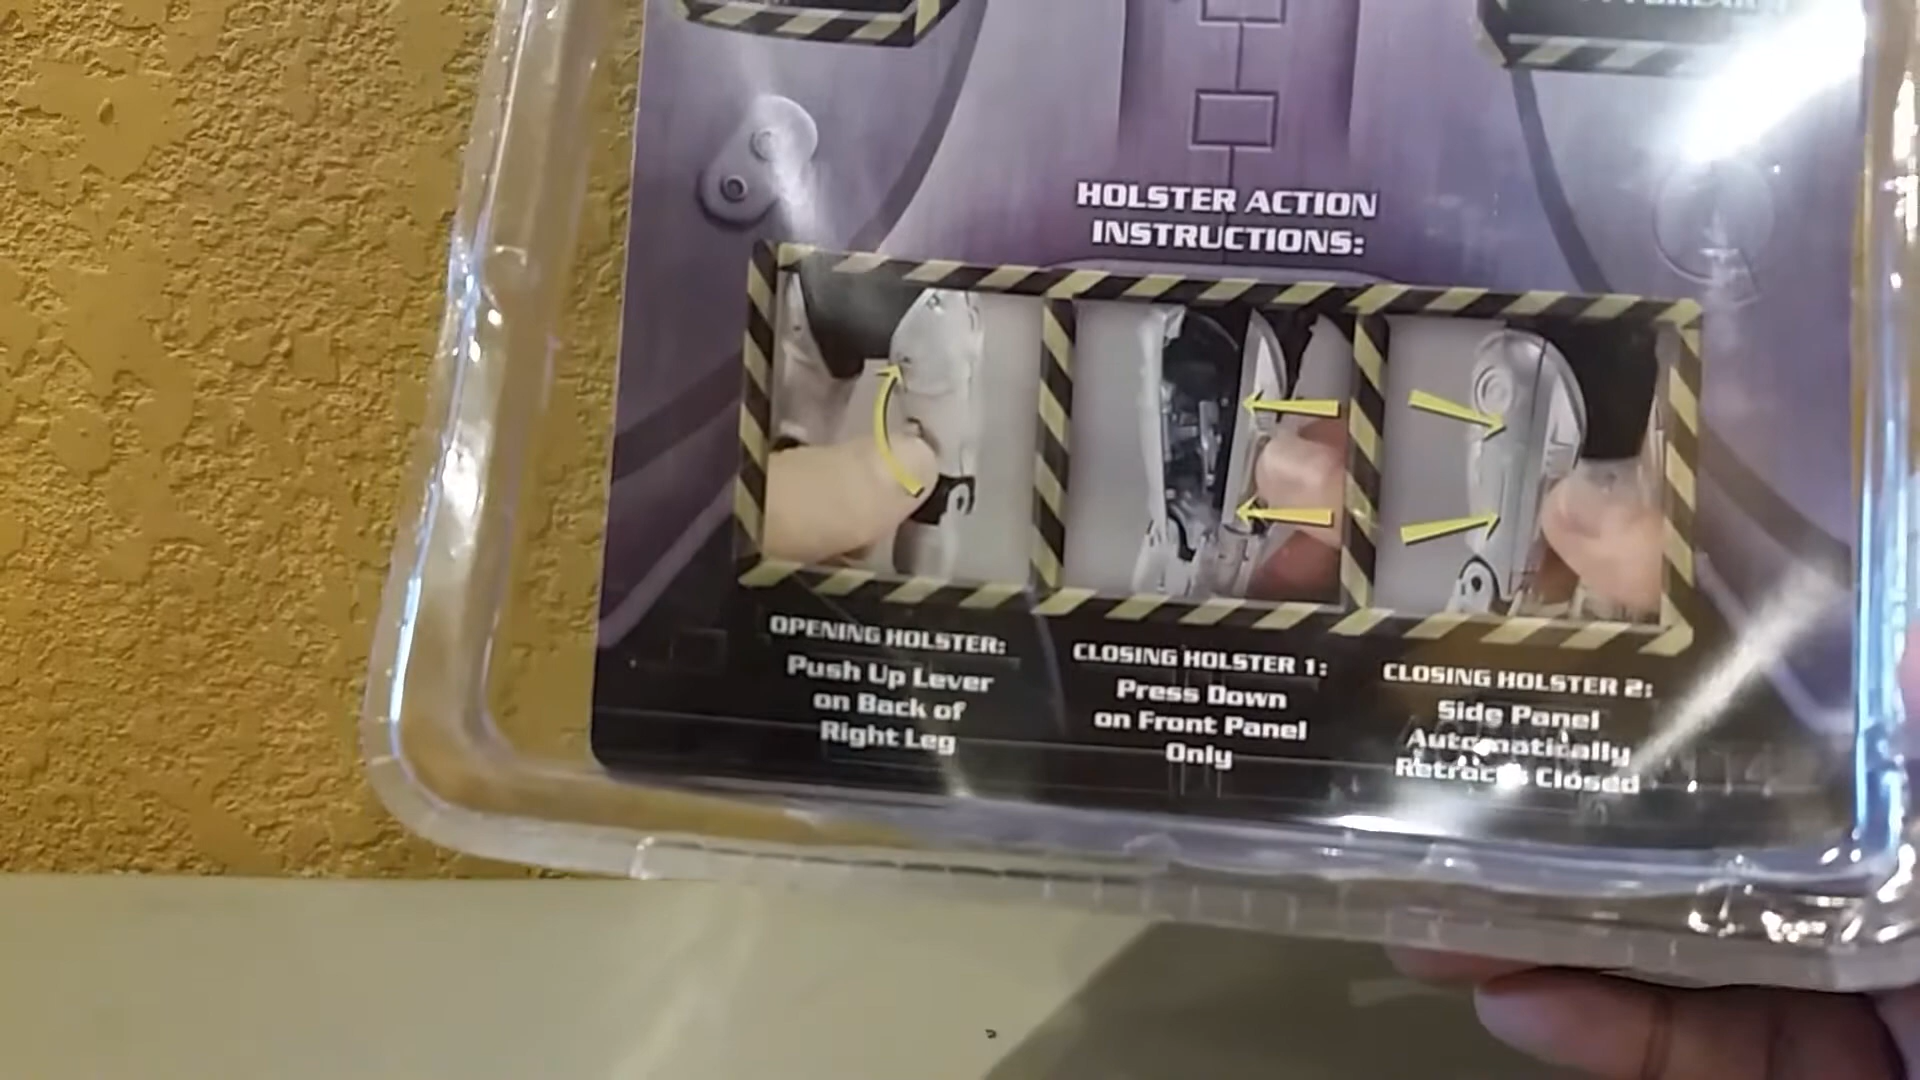 HOLSTER ACTION
INSTRUCTIONS:
OPENING HOLSTER:
Push Up Lever
on Back of
Right Leg
CLOSING HOLSTER 1:
Press Down
on Front Panel
Only
CLOSING HOLSTER 2:
Side Panel
Automatically
Retracts Closed